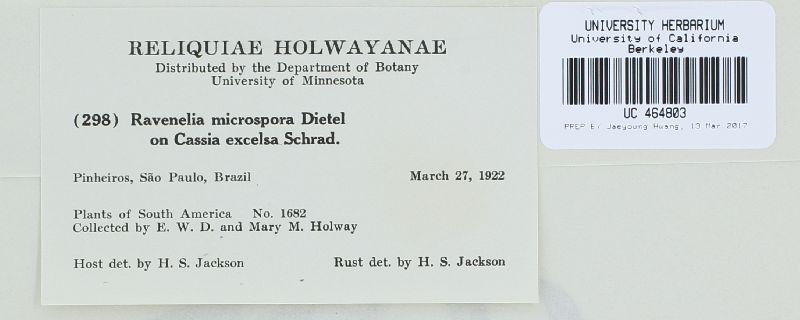 RELIQUIAE HOLWAYANAE
Distributed by the Department of Botany
University of Minnesota
(298) Ravenelia microspora Dietel
on Cassia excelsa Schrad.
Pinheiros, São Paulo, Brazil March 27, 1922
Plants of South America No. 1682
Collected by E. W. D. and Mary M. Holway
Host det. by H. S. Jackson Rust det. by H. S. Jackson
UNIVERSITY HERBARIUM
University of California
Berkeley
UC 464803
PREP BY Jaeyoung Huang, 13 Mar 2017